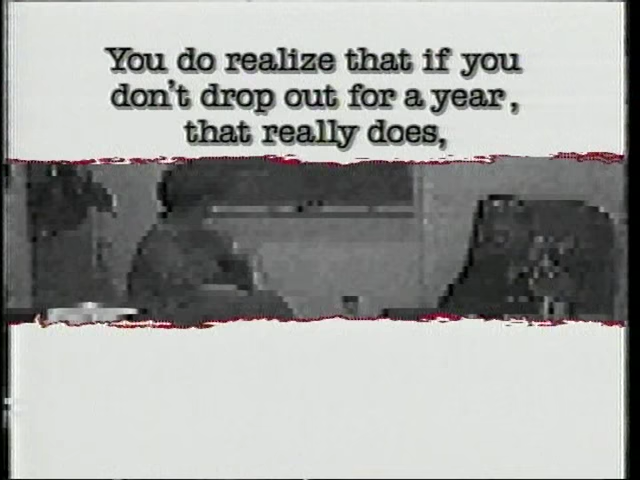 You do realize that if you
don't drop out for a year,
that really does,